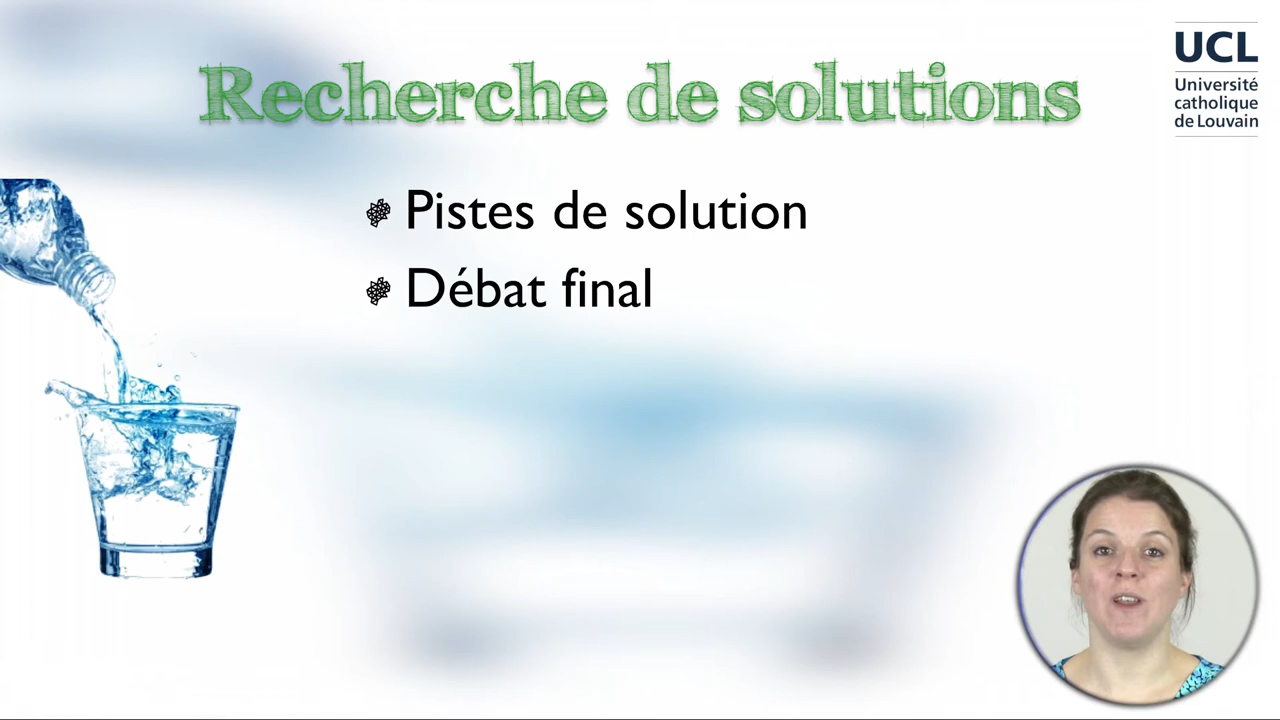 Recherche de solutions
UCL
Université
catholique
de Louvain
Pistes de solution
Débat final